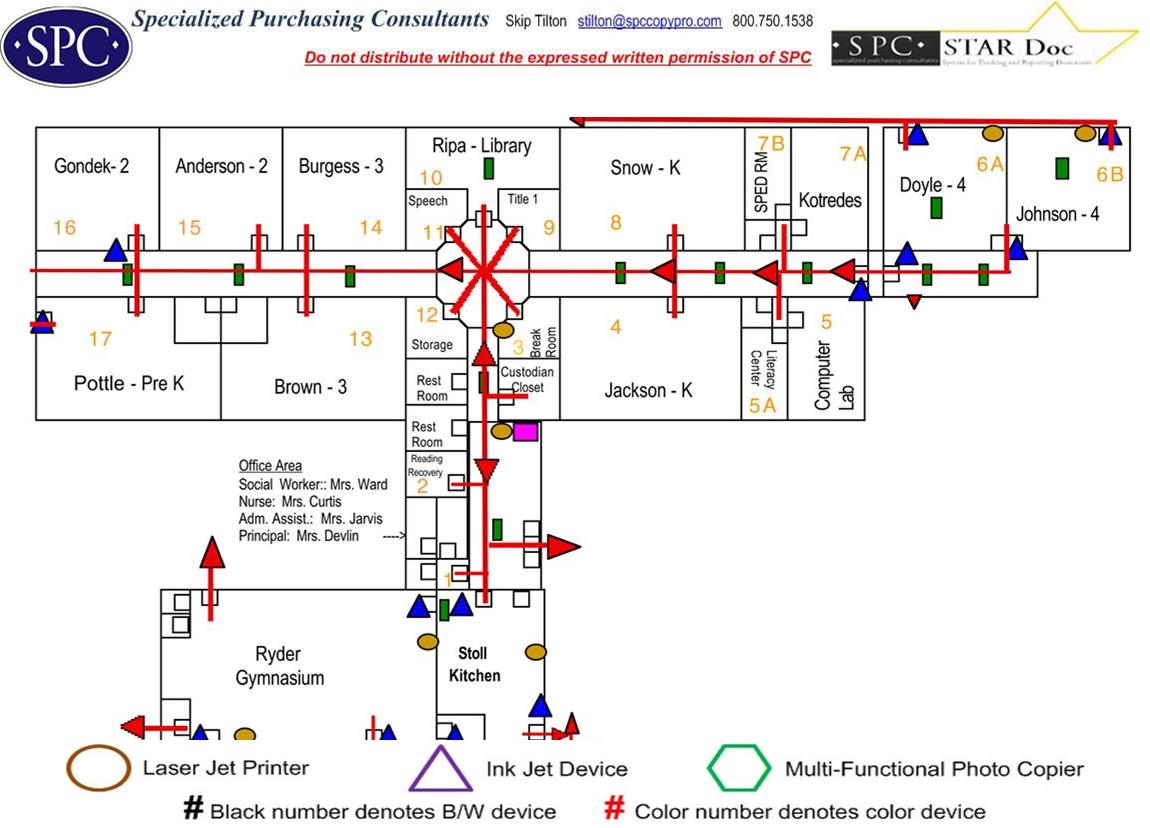 SPC
Specialized Purchasing Consultants Skip Tilton stilton@spccopypro.com 800.750.1538
Do not distribute without the expressed written permission of SPC
• S P C • STAR Doc
specialized purchasing consultants System for Tracking and Reporting Documents
Gondek- 2
16
Anderson - 2
15
Burgess - 3
14
Ripa - Library
10
Speech
11
Title 1
9
Snow - K
8
7B
SPED RM
7A
Kotredes
Doyle - 4
6A
6B
Johnson - 4
17
Pottle - Pre K
13
Brown - 3
12
Storage
3
Break
Room
Rest
Room
Custodian
Closet
4
Jackson - K
Literacy
Center
5A
5
Computer
Lab
Rest
Room
Reading
Recovery
2
Office Area
Social Worker:: Mrs. Ward
Nurse: Mrs. Curtis
Adm. Assist.: Mrs. Jarvis
Principal: Mrs. Devlin ---->
1
Ryder
Gymnasium
Stoll
Kitchen
Laser Jet Printer
Ink Jet Device
Multi-Functional Photo Copier
# Black number denotes B/W device
# Color number denotes color device